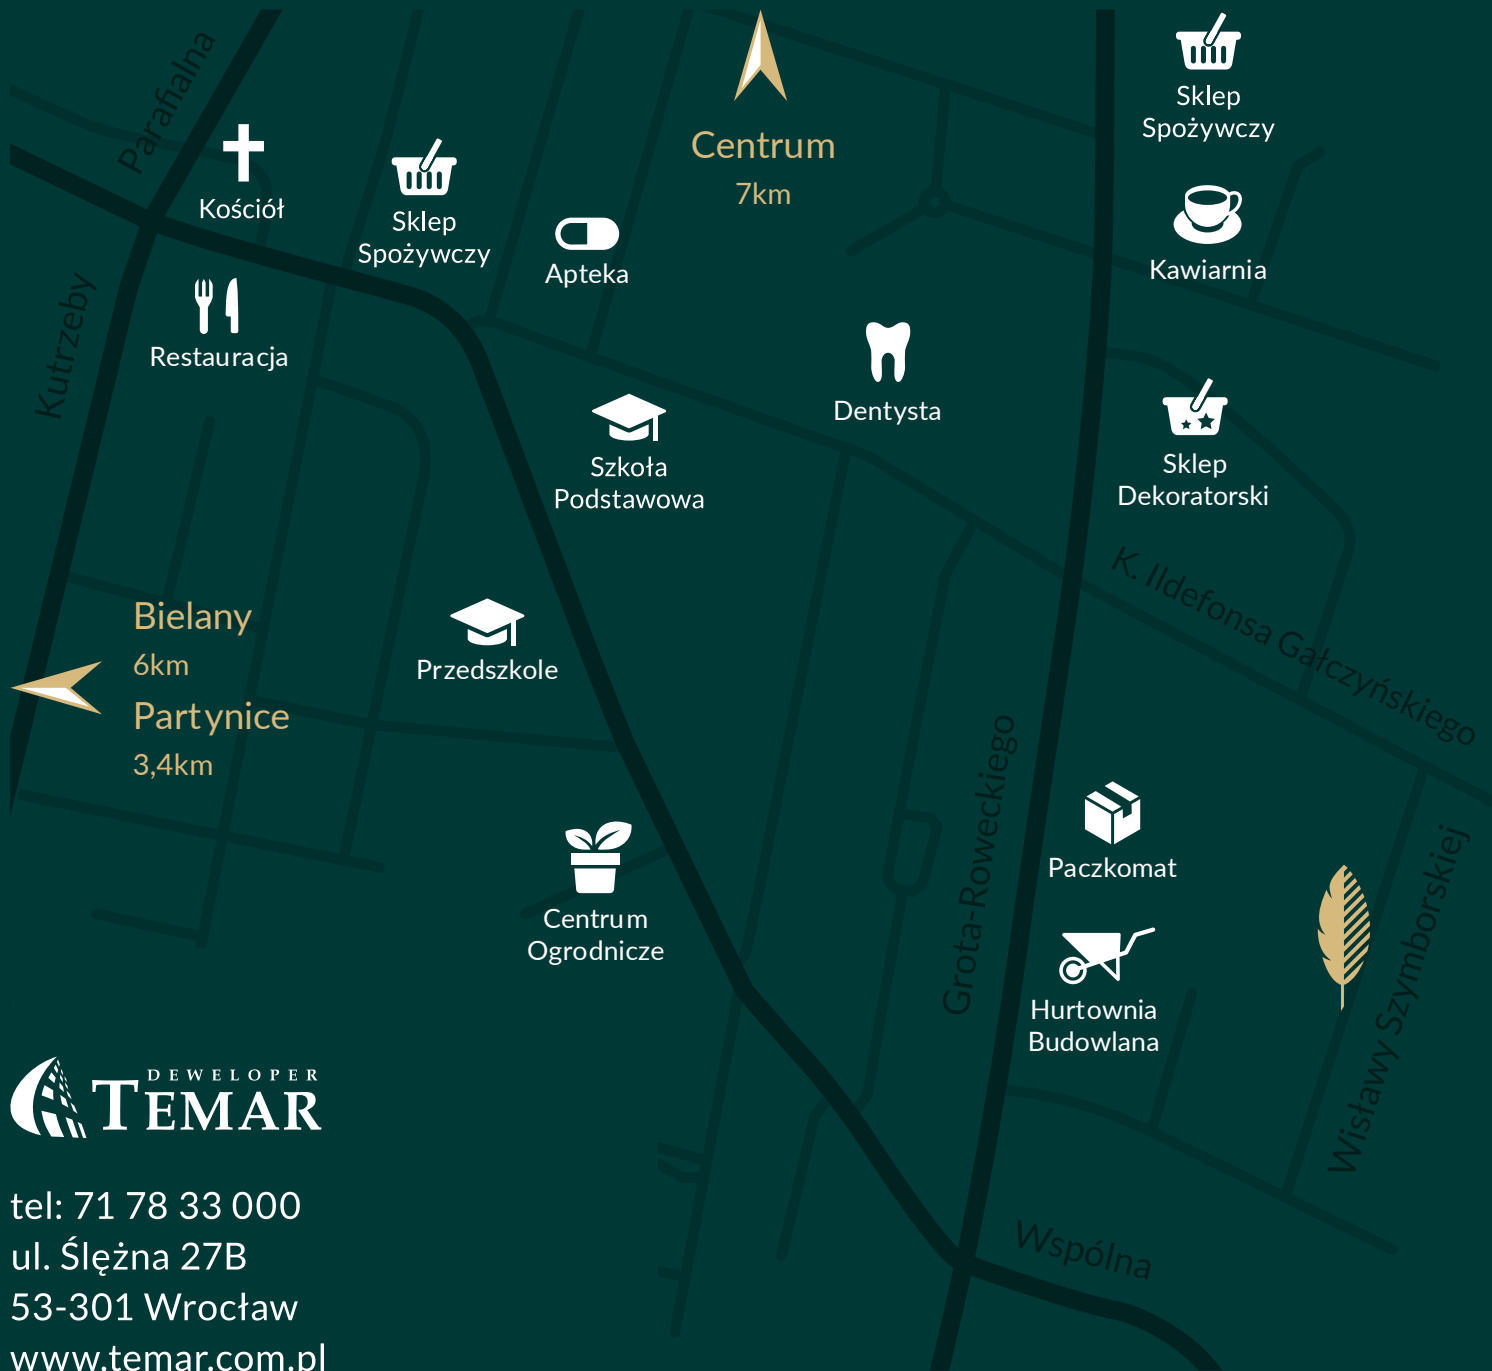 Parafialna
Kościół
Sklep
Spożywczy
Apteka
Centrum
7km
Sklep
Spożywczy
Kawiarnia
Kutrzeby
Restauracja
Dentysta
Szkoła
Podstawowa
Sklep
Dekoratorski
K. Ildefonsa Gałczyńskiego
Bielany
6km
Partynice
3,4km
Przedszkole
Grota-Roweckiego
Paczkomat
Centrum
Ogrodnicze
Hurtownia
Budowlana
Wisławy Szymborskiej
Wspólna
DEWELOPER
TEMAR
tel: 71 78 33 000
ul. Ślężna 27B
53-301 Wrocław
www.temar.com.pl